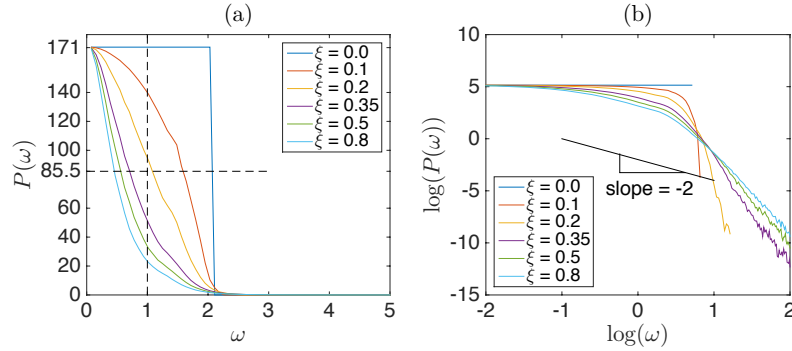 (a)
P(ω)
171
140
120
100
85.5
60
40
20
0
0 1 2 3 4 5
ω
ξ = 0.0
ξ = 0.1
ξ = 0.2
ξ = 0.35
ξ = 0.5
ξ = 0.8
(b)
log(P(ω))
15
10
5
0
-5
-10
-15
-2 -1 0 1 2
log(ω)
slope = -2
ξ = 0.0
ξ = 0.1
ξ = 0.2
ξ = 0.35
ξ = 0.5
ξ = 0.8